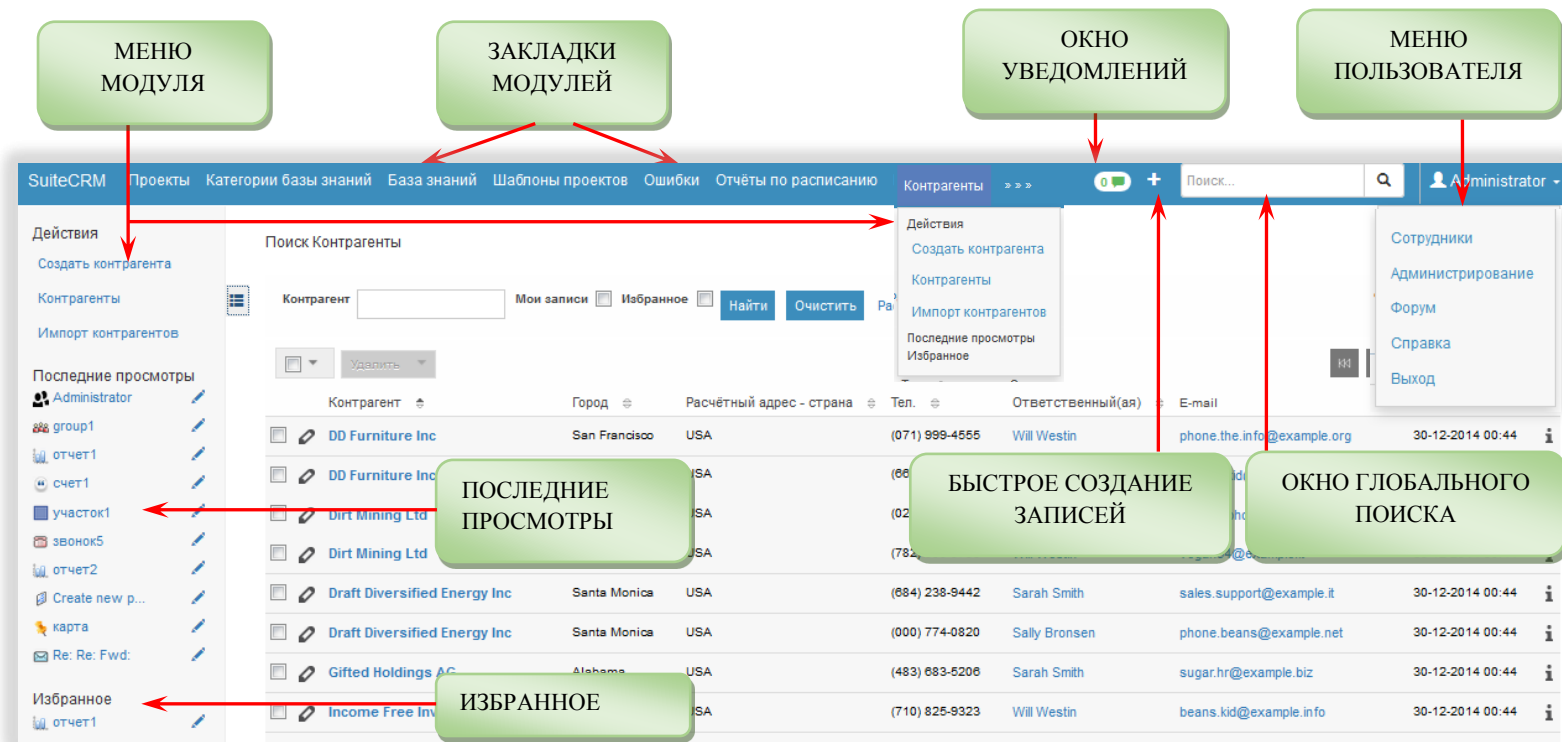 МЕНЮ
МОДУЛЯ
ЗАКЛАДКИ
МОДУЛЕЙ
ОКНО
УВЕДОМЛЕНИЙ
МЕНЮ
ПОЛЬЗОВАТЕЛЯ
SuiteCRM Проекты Категории базы знаний База знаний Шаблоны проектов Ошибки Отчёты по расписанию Контрагенты » » » 0 + Поиск... Administrator
Действия
Создать контрагента
Контрагенты
Импорт контрагентов
Последние просмотры
Administrator
group1
отчет1
счет1
участок1
звонок5
отчет2
Create new p...
карта
Re: Re: Fwd:
Избранное
отчет1
Поиск Контрагенты
Контрагент Мои записи Избранное Найти Очистить
Удалить
Действия
Создать контрагента
Контрагенты
Импорт контрагентов
Последние просмотры
Избранное
Сотрудники
Администрирование
Форум
Справка
Выход
Контрагент Город Расчётный адрес - страна Тел. Ответственный(ая) E-mail
DD Furniture Inc San Francisco USA (071) 999-4555 Will Westin phone.the.info@example.org 30-12-2014 00:44
DD Furniture Inc
Dirt Mining Ltd
Dirt Mining Ltd
Draft Diversified Energy Inc Santa Monica USA (684) 238-9442 Sarah Smith sales.support@example.it 30-12-2014 00:44
Draft Diversified Energy Inc Santa Monica USA (000) 774-0820 Sally Bronsen phone.beans@example.net 30-12-2014 00:44
Gifted Holdings AG Alabama USA (483) 683-5206 Sarah Smith sugar.hr@example.biz 30-12-2014 00:44
Income Free (710) 825-9323 Will Westin beans.kid@example.info 30-12-2014 00:44
ПОСЛЕДНИЕ
ПРОСМОТРЫ
БЫСТРОЕ СОЗДАНИЕ
ЗАПИСЕЙ
ОКНО ГЛОБАЛЬНОГО
ПОИСКА
ИЗБРАННОЕ